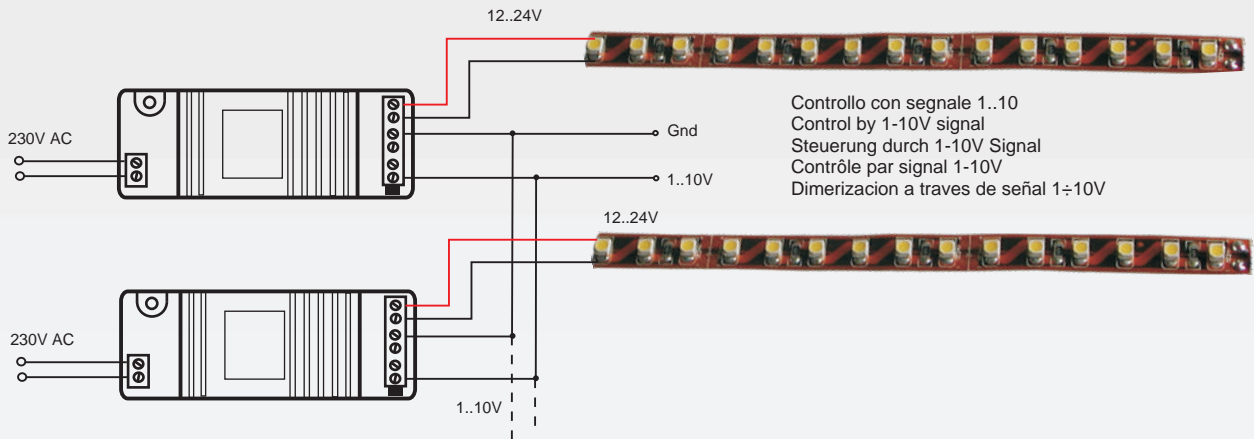 12..24V
230V AC
Gnd
1..10V
Controllo con segnale 1..10
Control by 1-10V signal
Steuerung durch 1-10V Signal
Contrôle par signal 1-10V
Dimerizacion a traves de señal 1÷10V
12..24V
230V AC
1..10V